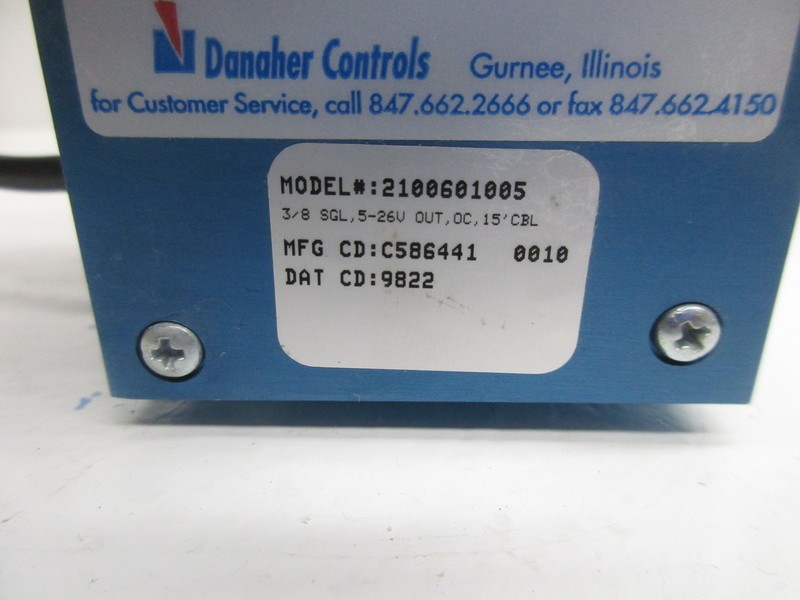 Danaher Controls Gurnee, Illinois
for Customer Service, call 847.662.2666 or fax 847.662.4150
MODEL#:2100601005
3/8 SGL,5-26V OUT,OC,15'CBL
MFG CD:C586441 0010
DAT CD:9822